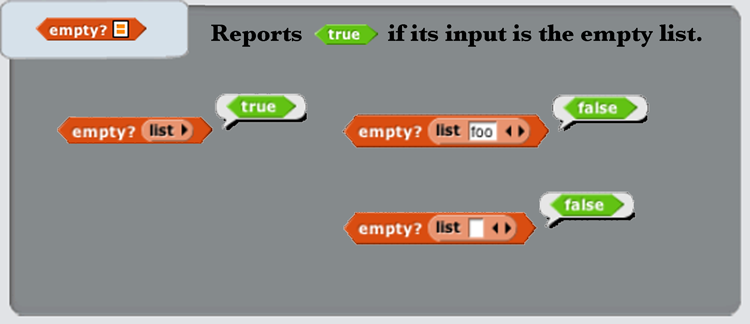 empty?
Reports true if its input is the empty list.
empty? list true
empty? list foo false
empty? list false